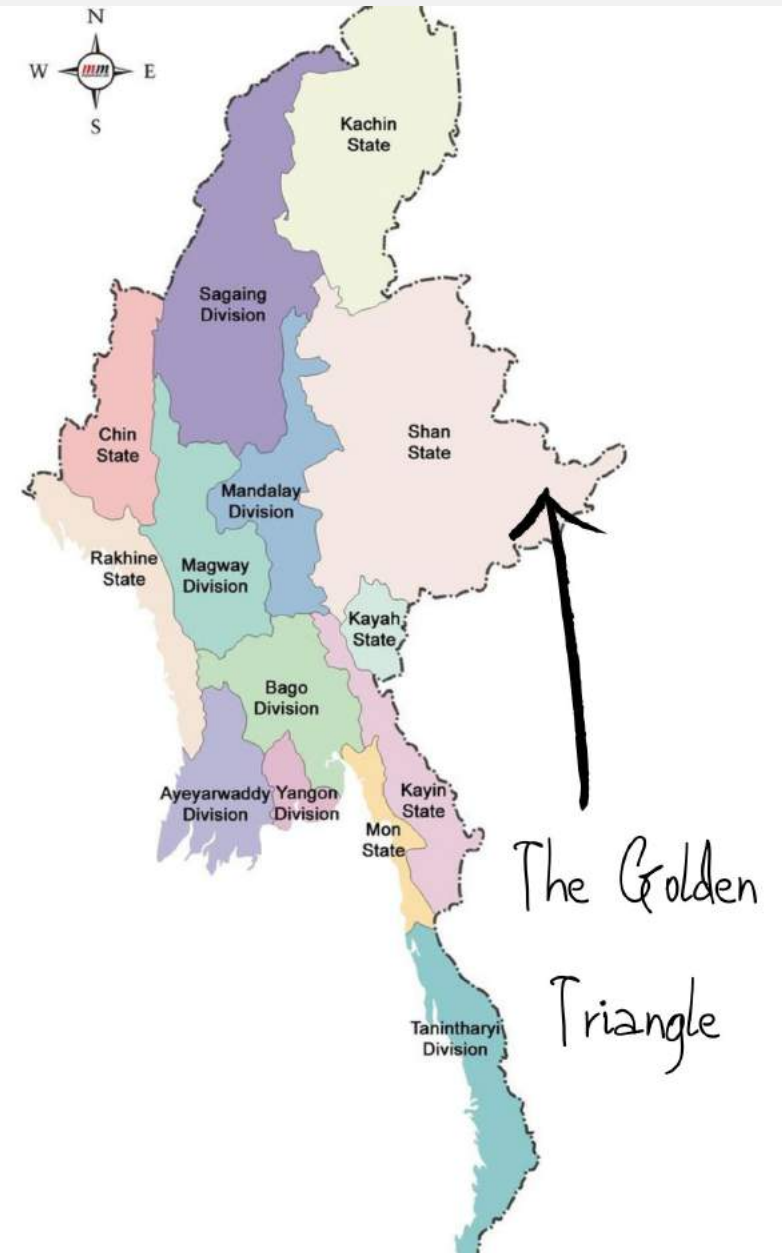 N
W
mm
E
S
Kachin
State
Sagaing
Division
Chin
State
Shan
State
Mandalay
Division
Rakhine
State
Magway
Division
Kayah
State
Bago
Division
Ayeyarwaddy
Division
Yangon
Division
Kayin
State
Mon
State
The Golden
Triangle
Tanintharyi
Division